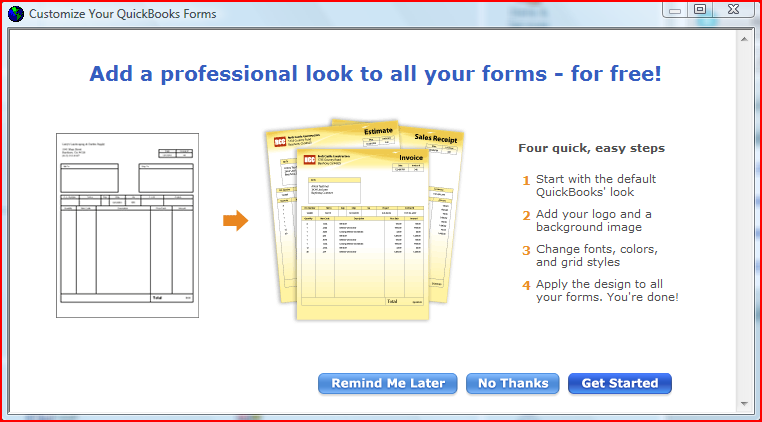 Customize Your QuickBooks Forms
Add a professional look to all your forms - for free!
Estimate
Sales Receipt
Invoice
Total
Total
Four quick, easy steps
1 Start with the default
QuickBooks' look
2 Add your logo and a
background image
3 Change fonts, colors,
and grid styles
4 Apply the design to all
your forms. You're done!
Remind Me Later
No Thanks
Get Started